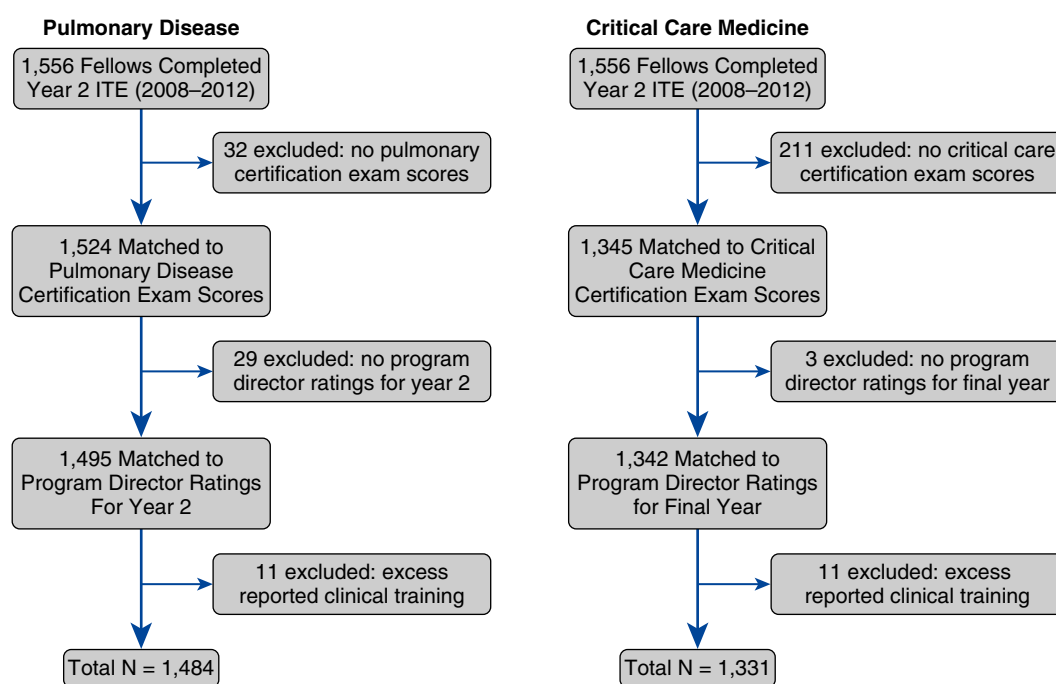 Pulmonary Disease
1,556 Fellows Completed
Year 2 ITE (2008–2012)
32 excluded: no pulmonary
certification exam scores
1,524 Matched to
Pulmonary Disease
Certification Exam Scores
29 excluded: no program
director ratings for year 2
1,495 Matched to
Program Director Ratings
For Year 2
11 excluded: excess
reported clinical training
Total N = 1,484
Critical Care Medicine
1,556 Fellows Completed
Year 2 ITE (2008–2012)
211 excluded: no critical care
certification exam scores
1,345 Matched to Critical
Care Medicine
Certification Exam Scores
3 excluded: no program
director ratings for final year
1,342 Matched to
Program Director Ratings
for Final Year
11 excluded: excess
reported clinical training
Total N = 1,331